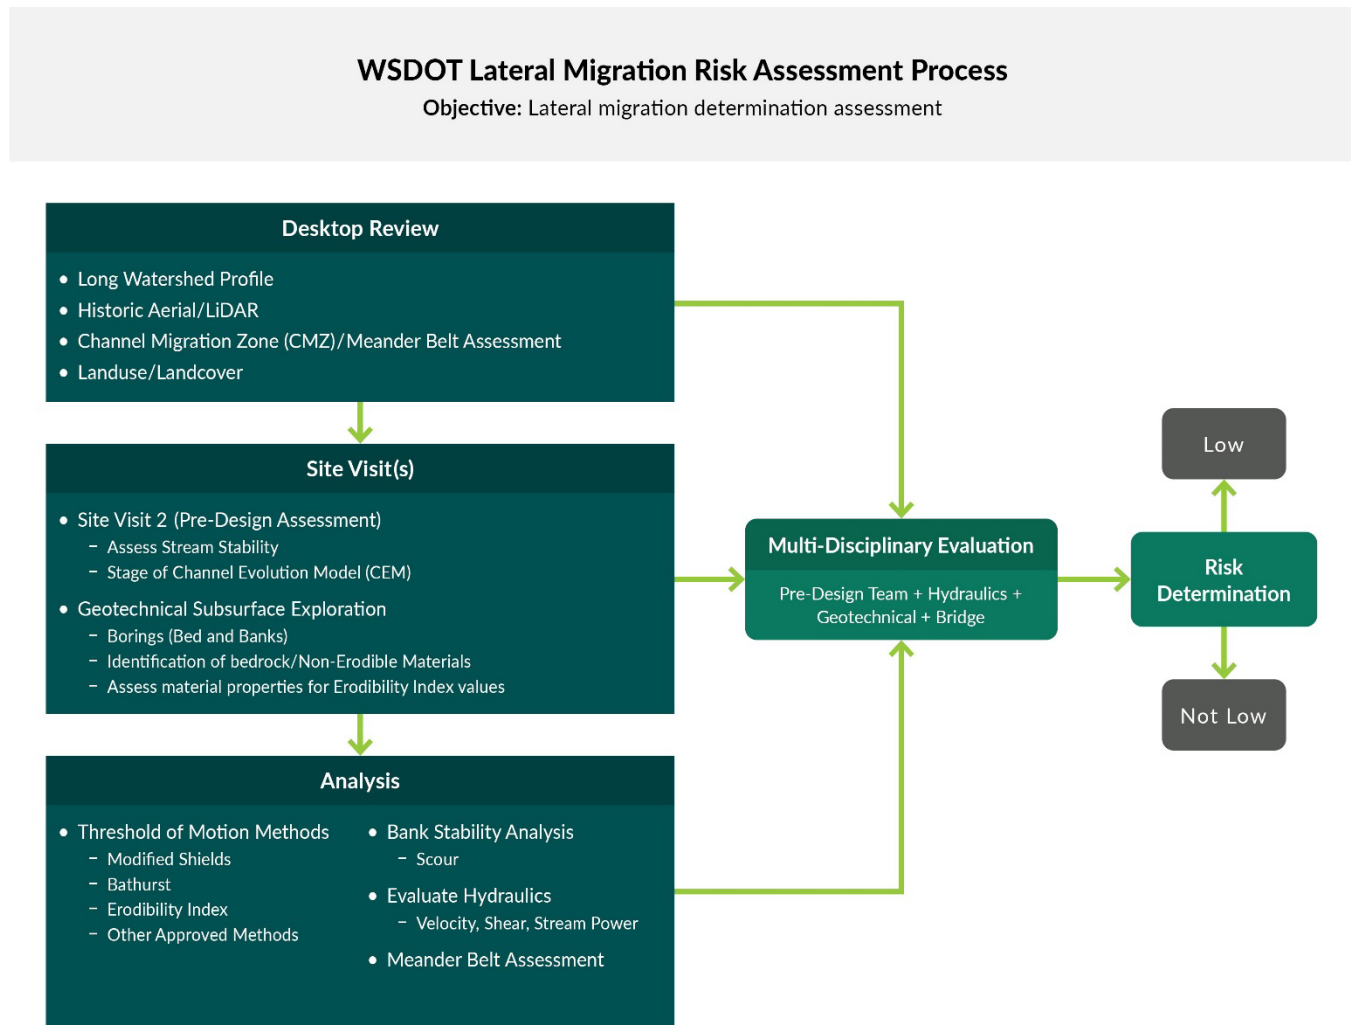 WSDOT Lateral Migration Risk Assessment Process
Objective: Lateral migration determination assessment
Desktop Review
• Long Watershed Profile
• Historic Aerial/LiDAR
• Channel Migration Zone (CMZ)/Meander Belt Assessment
• Landuse/Landcover
Site Visit(s)
• Site Visit 2 (Pre-Design Assessment)
– Assess Stream Stability
– Stage of Channel Evolution Model (CEM)
• Geotechnical Subsurface Exploration
– Borings (Bed and Banks)
– Identification of bedrock/Non-Erodible Materials
– Assess material properties for Erodibility Index values
Analysis
• Threshold of Motion Methods
– Modified Shields
– Bathurst
– Erodibility Index
– Other Approved Methods
• Bank Stability Analysis
– Scour
• Evaluate Hydraulics
– Velocity, Shear, Stream Power
• Meander Belt Assessment
Multi-Disciplinary Evaluation
Pre-Design Team + Hydraulics +
Geotechnical + Bridge
Low
Risk
Determination
Not Low